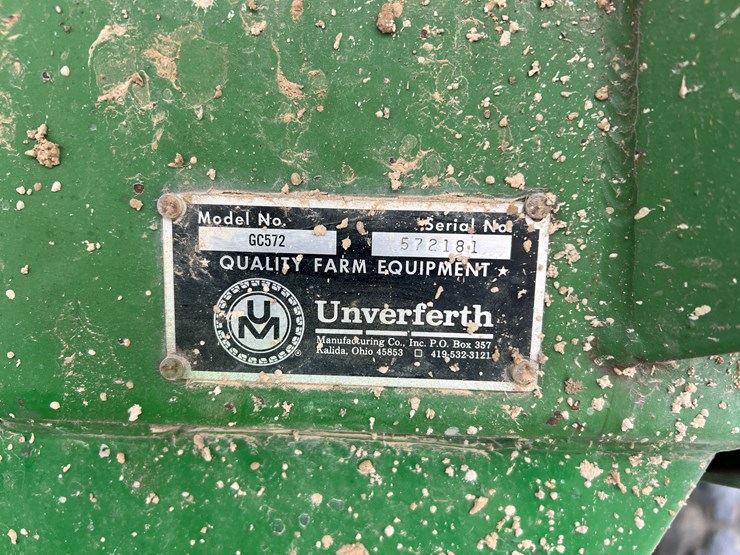 Model No. Serial No.
GC572 572181
★ QUALITY FARM EQUIPMENT ★
UM ® Unverferth
Manufacturing Co., Inc. P.O. Box 357
Kalida, Ohio 45853 □ 419-532-3121